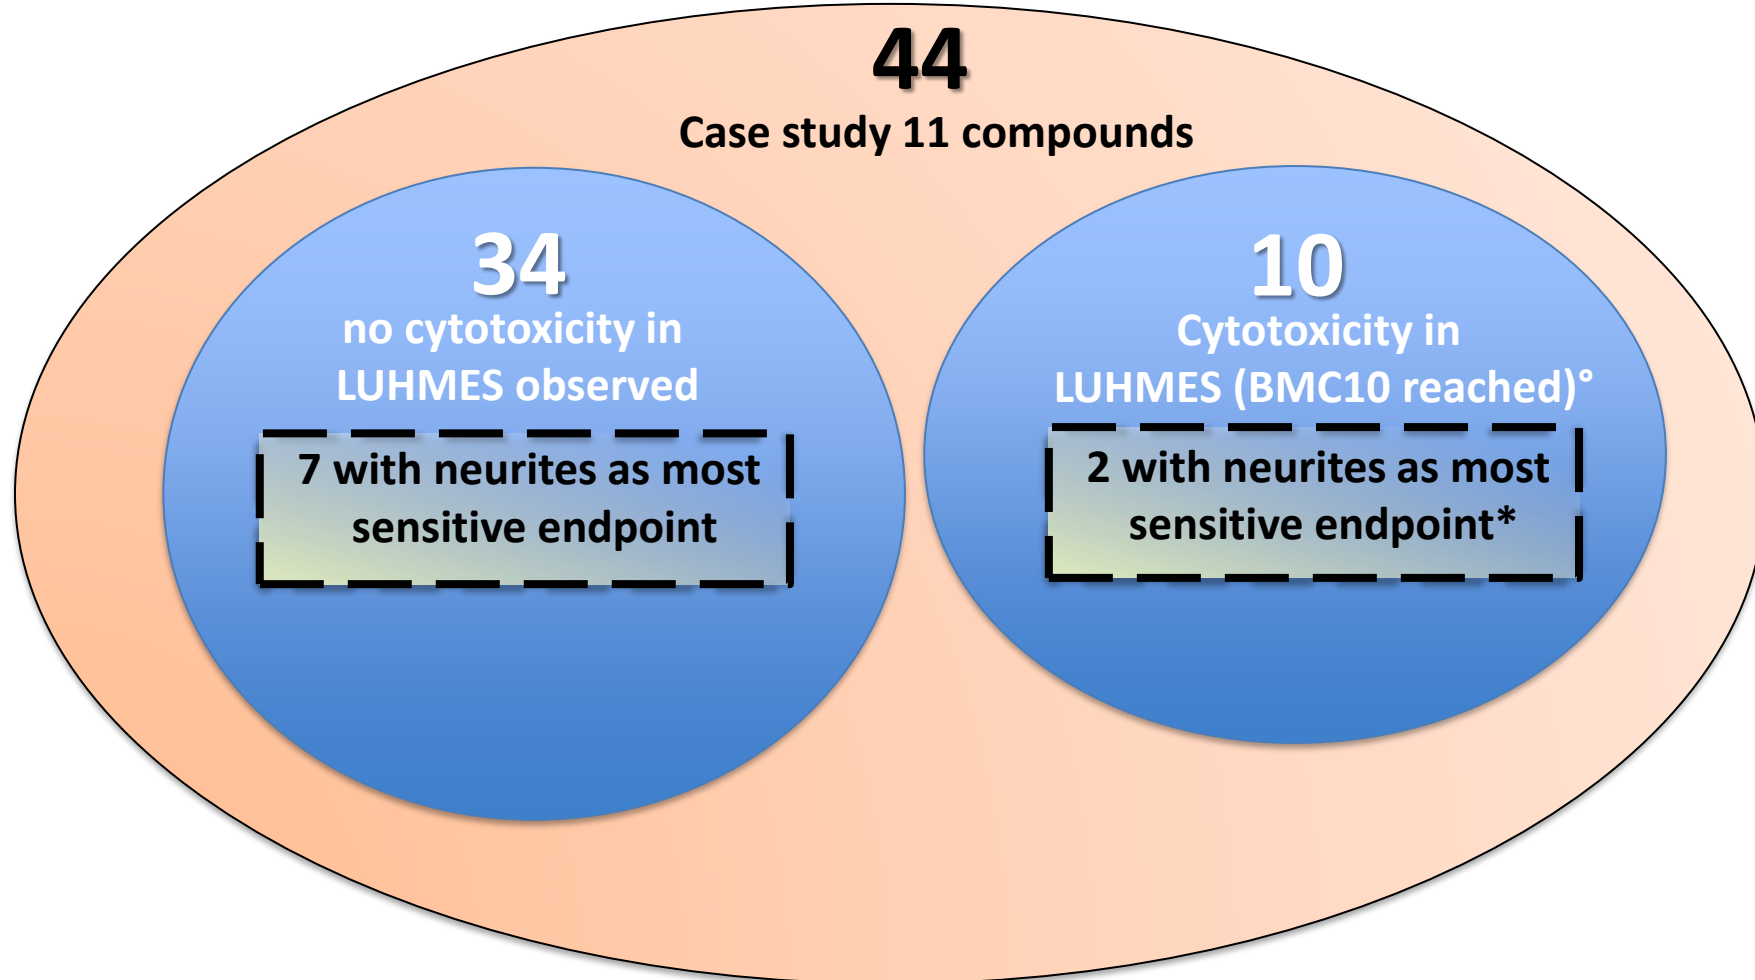 44
Case study 11 compounds
34
no cytotoxicity in
LUHMES observed
7 with neurites as most
sensitive endpoint
10
Cytotoxicity in
LUHMES (BMC10 reached)°
2 with neurites as most
sensitive endpoint*